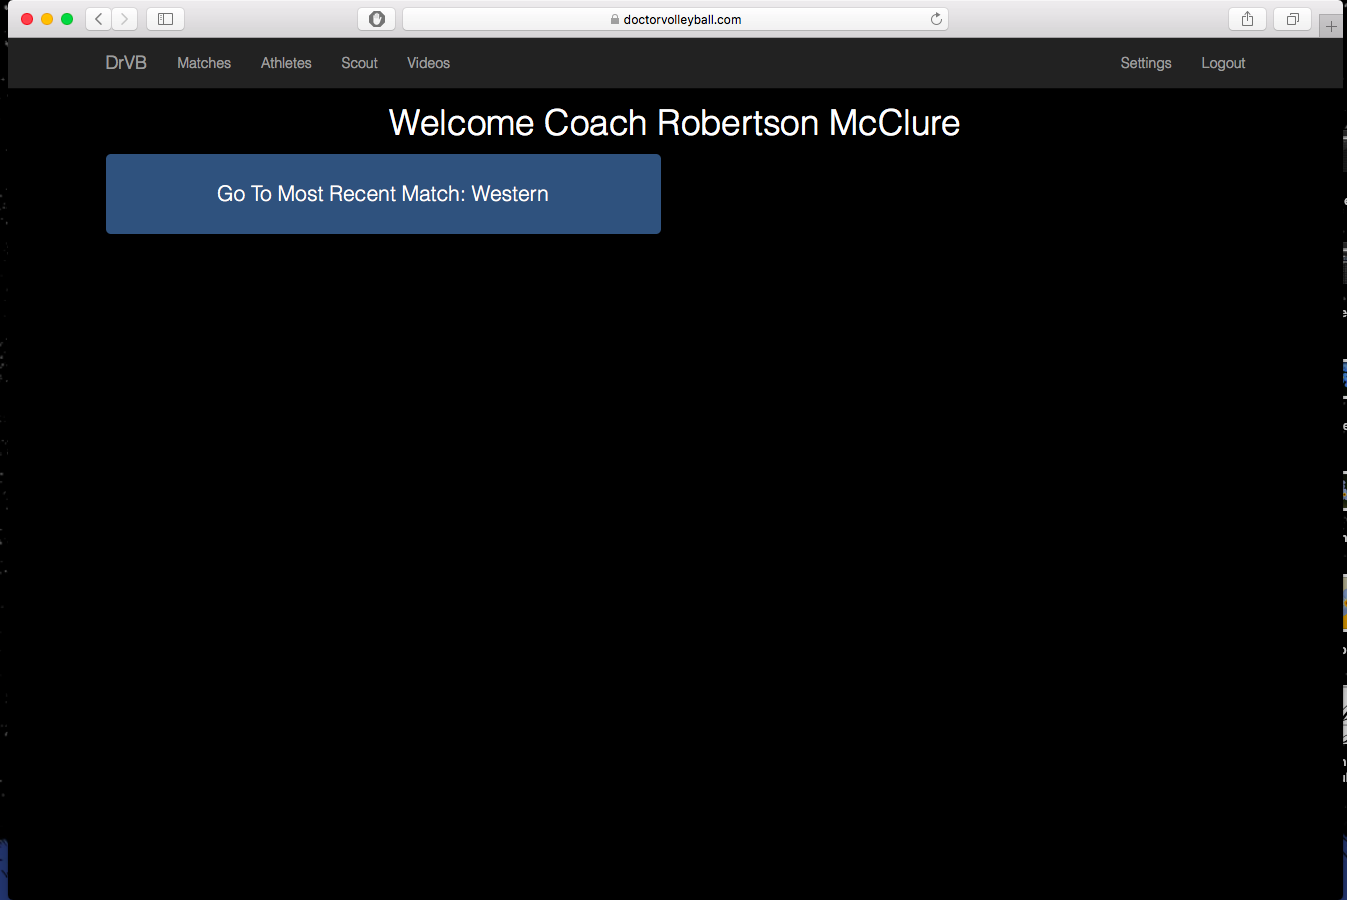 doctorvolleyball.com
DrVB Matches Athletes Scout Videos Settings Logout
Welcome Coach Robertson McClure
Go To Most Recent Match: Western